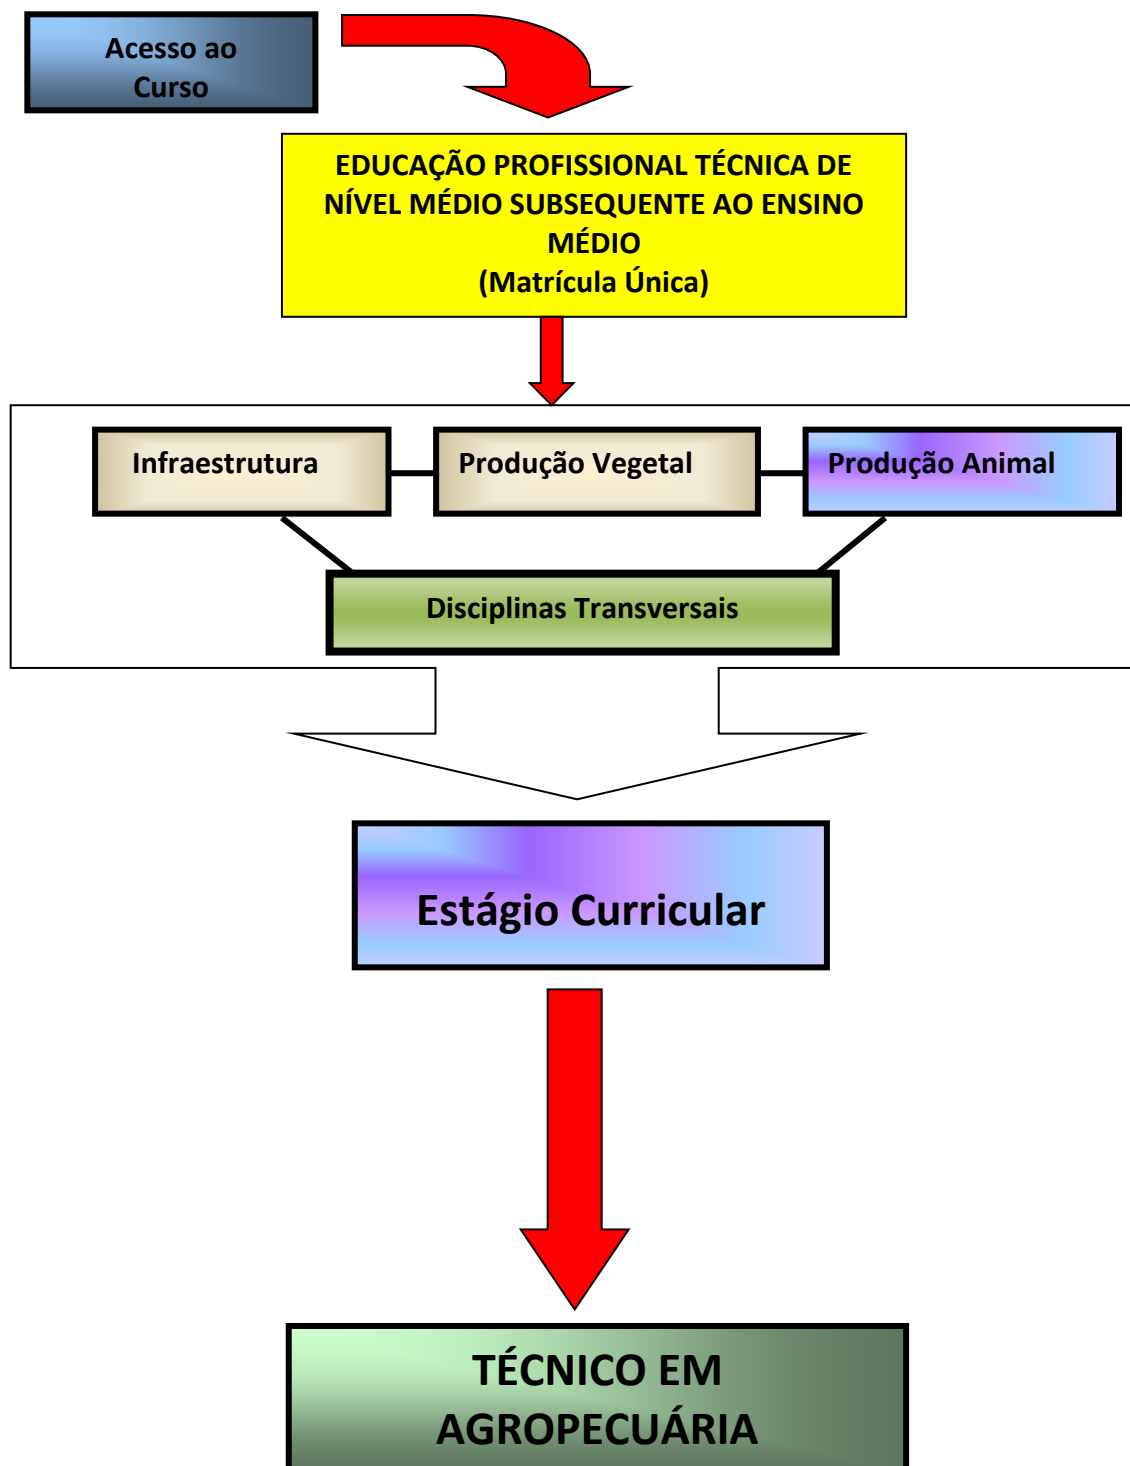 Acesso ao
Curso
EDUCAÇÃO PROFISSIONAL TÉCNICA DE
NÍVEL MÉDIO SUBSEQUENTE AO ENSINO
MÉDIO
(Matrícula Única)
Infraestrutura
Produção Vegetal
Produção Animal
Disciplinas Transversais
Estágio Curricular
TÉCNICO EM
AGROPECUÁRIA